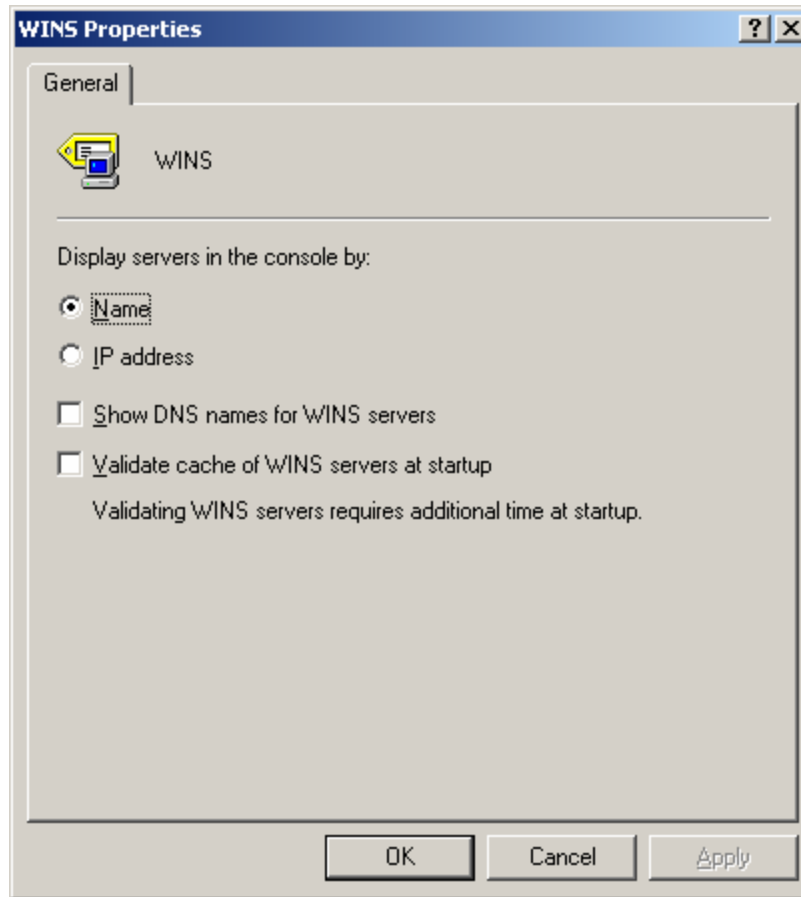 WINS Properties
General
WINS
Display servers in the console by:
Name
IP address
Show DNS names for WINS servers
Validate cache of WINS servers at startup
Validating WINS servers requires additional time at startup.
OK Cancel Apply